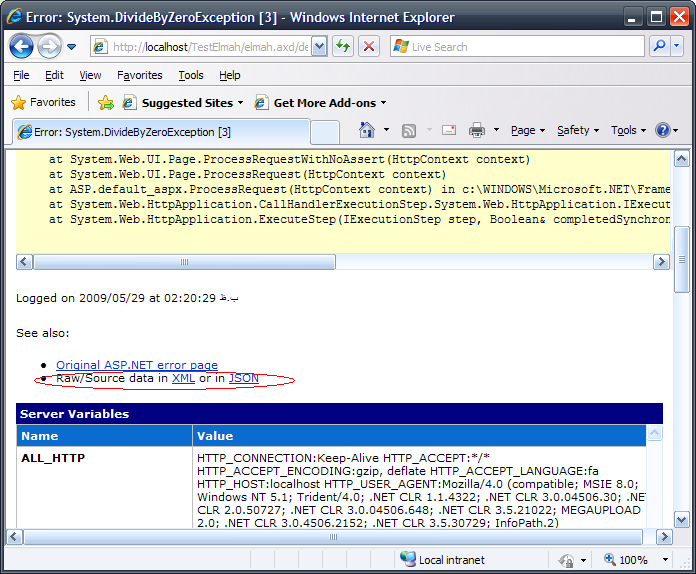 Error: System.DivideByZeroException [3] - Windows Internet Explorer
http://localhost/TestElmah/elmah.axd/de
Live Search
File Edit View Favorites Tools Help
Favorites Suggested Sites Get More Add-ons
Error: System.DivideByZeroException [3]
Page Safety Tools
at System.Web.UI.Page.ProcessRequestWithNoAssert(HttpContext context)
at System.Web.UI.Page.ProcessRequest(HttpContext context)
at ASP.default_aspx.ProcessRequest(HttpContext context) in c:\WINDOWS\Microsoft.NET\Frame
at System.Web.HttpApplication.CallHandlerExecutionStep.System.Web.HttpApplication.IExecut
at System.Web.HttpApplication.ExecuteStep(IExecutionStep step, Boolean& completedSynchron
Logged on 2009/05/29 at 02:20:29 ب.ظ
See also:
• Original ASP.NET error page
• Raw/Source data in XML or in JSON
Server Variables
Name Value
ALL_HTTP HTTP_CONNECTION:Keep-Alive HTTP_ACCEPT:*/*
HTTP_ACCEPT_ENCODING:gzip, deflate HTTP_ACCEPT_LANGUAGE:fa
HTTP_HOST:localhost HTTP_USER_AGENT:Mozilla/4.0 (compatible; MSIE 8.0;
Windows NT 5.1; Trident/4.0; .NET CLR 1.1.4322; .NET CLR 3.0.04506.30; .NE
CLR 2.0.50727; .NET CLR 3.0.04506.648; .NET CLR 3.5.21022; MEGAUPLOAD
2.0; .NET CLR 3.0.4506.2152; .NET CLR 3.5.30729; InfoPath.2)
Local intranet 100%